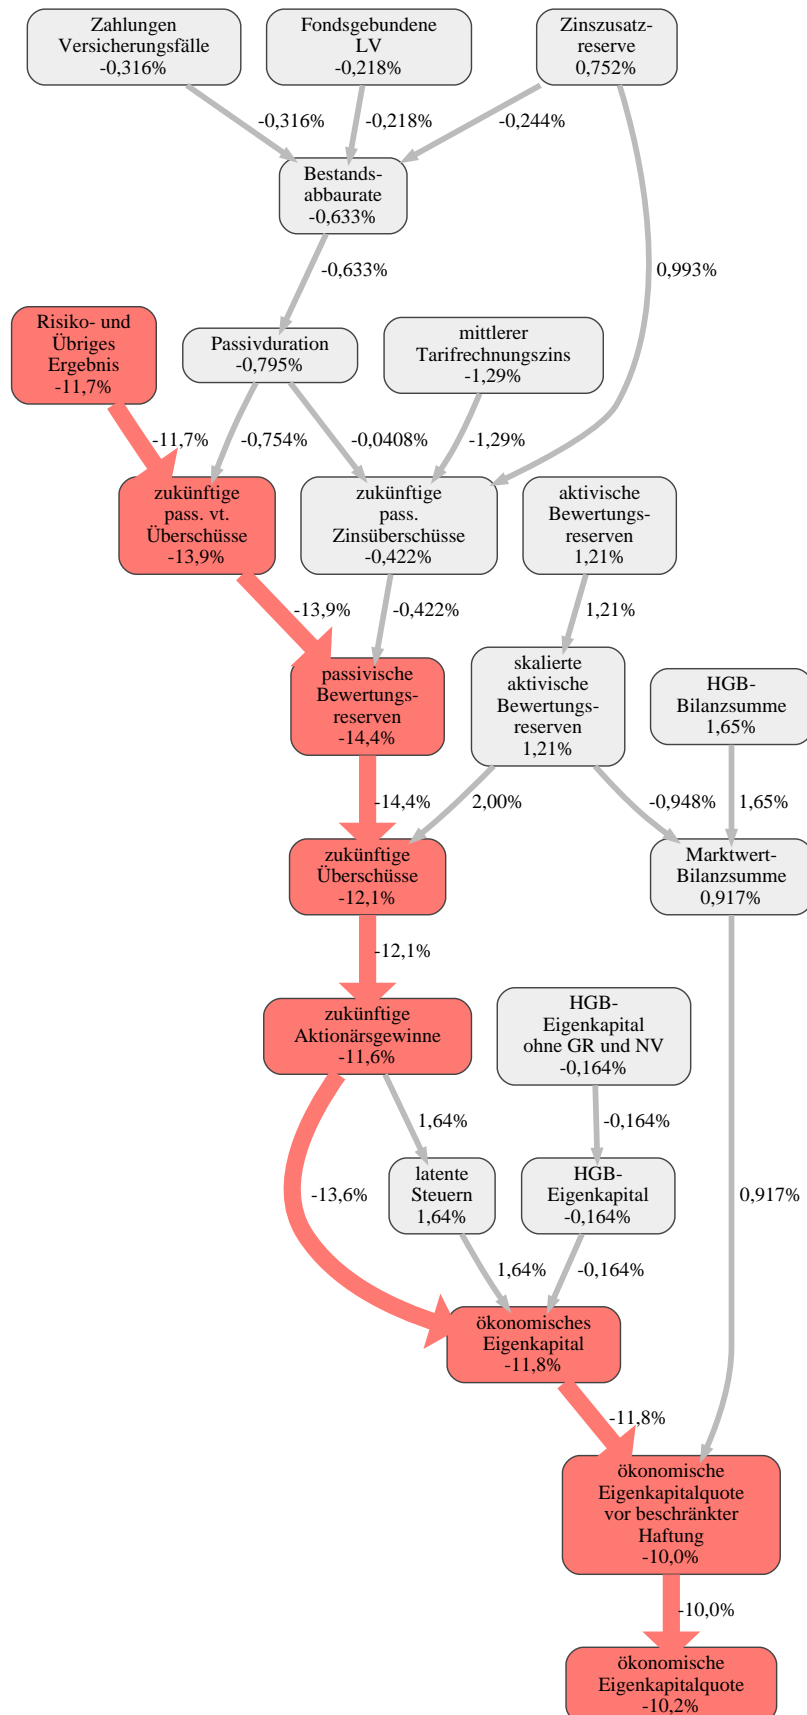 Zahlungen
Versicherungsfälle
-0,316%
Fondsgebundene
LV
-0,218%
Zinszusatz-
reserve
0,752%
-0,316%
-0,218%
-0,244%
Bestands-
abbaurate
-0,633%
-0,633%
0,993%
Risiko- und
Übriges
Ergebnis
-11,7%
Passivduration
-0,795%
mittlerer
Tarifrechnungszins
-1,29%
-11,7%
-0,754%
-0,0408%
-1,29%
zukünftige
pass. vt.
Überschüsse
-13,9%
zukünftige
pass.
Zinsüberschüsse
-0,422%
aktivische
Bewertungs-
reserven
1,21%
-13,9%
-0,422%
1,21%
passivische
Bewertungs-
reserven
-14,4%
skalierte
aktivische
Bewertungs-
reserven
1,21%
HGB-
Bilanzsumme
1,65%
-14,4%
2,00%
-0,948%
1,65%
zukünftige
Überschüsse
-12,1%
Marktwert-
Bilanzsumme
0,917%
-12,1%
zukünftige
Aktionärsgewinne
-11,6%
HGB-
Eigenkapital
ohne GR und NV
-0,164%
1,64%
-0,164%
-13,6%
latente
Steuern
1,64%
HGB-
Eigenkapital
-0,164%
0,917%
1,64%
-0,164%
ökonomisches
Eigenkapital
-11,8%
-11,8%
ökonomische
Eigenkapitalquote
vor beschränkter
Haftung
-10,0%
-10,0%
ökonomische
Eigenkapitalquote
-10,2%